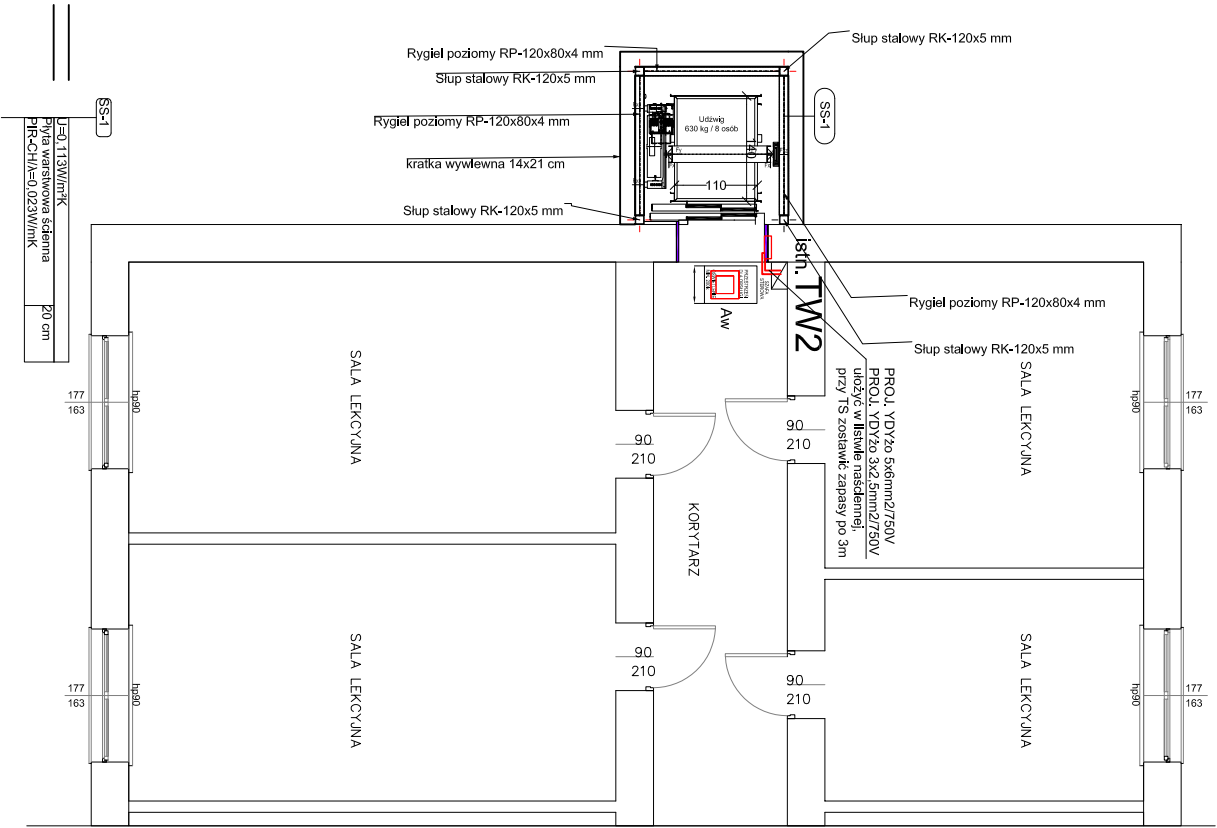 Rygiel poziomy RP-120x80x4 mm
Słup stalowy RK-120x5 mm
Słup stalowy RK-120x5 mm
SS-1
SS-1
Rygiel poziomy RP-120x80x4 mm
kratka wywiewna 14x21 cm
Słup stalowy RK-120x5 mm
Udźwig
630 kg / 8 osób
110
140
U=0,113W/m²K
Płyta warstwowa ścienna
PIR-CH/λ=0,023W/mK
20 cm
istn. TW2
Aw
Rygiel poziomy RP-120x80x4 mm
Słup stalowy RK-120x5 mm
PROJ. YDYżo 5x6mm2/750V
PROJ. YDYżo 3x2,5mm2/750V
ułożyć w listwie naściennej,
przy TS zostawić zapasy po 3m
SALA LEKCYJNA
SALA LEKCYJNA
177
163
hp90
90
210
90
210
hp90
177
163
KORYTARZ
SALA LEKCYJNA
SALA LEKCYJNA
177
163
hp90
90
210
90
210
hp90
177
163